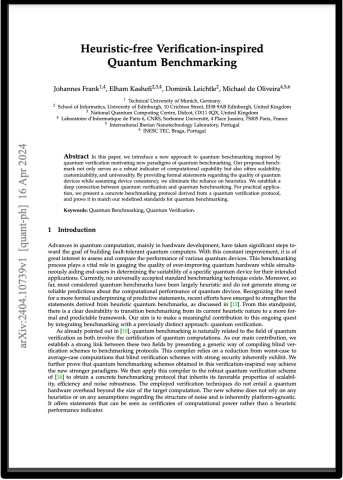 Heuristic-free Verification-inspired
Quantum Benchmarking
Johannes Frank1,4, Elham Kashefi2,3,4, Dominik Leichtle2, Michael de Oliveira4,5,6
1 Technical University of Munich, Germany
2 School of Informatics, University of Edinburgh, 10 Crichton Street, EH8 9AB Edinburgh, United Kingdom
3 National Quantum Computing Centre, Didcot, OX11 0QX, United Kingdom
4 Laboratoire d'Informatique de Paris 6, CNRS, Sorbonne Université, 4 Place Jussieu, 75005 Paris, France
5 International Iberian Nanotechnology Laboratory, Portugal
6 INESC TEC, Braga, Portugal
arXiv:2404.10739v1 [quant-ph] 16 Apr 2024
Abstract In this paper, we introduce a new approach to quantum benchmarking inspired by
quantum verification motivating new paradigms of quantum benchmarking. Our proposed bench-
mark not only serves as a robust indicator of computational capability but also offers scalability,
customizability, and universality. By providing formal statements regarding the quality of quantum
devices while assuming device consistency, we eliminate the reliance on heuristics. We establish a
deep connection between quantum verification and quantum benchmarking. For practical applica-
tion, we present a concrete benchmarking protocol derived from a quantum verification protocol,
and prove it to match our redefined standards for quantum benchmarking.
Keywords: Quantum Benchmarking, Quantum Verification.
1 Introduction
Advances in quantum computation, mainly in hardware development, have taken significant steps to-
ward the goal of building fault-tolerant quantum computers. With this constant improvement, it is of
great interest to assess and compare the performance of various quantum devices. This benchmarking
process plays a vital role in gauging the quality of ever-improving quantum hardware while simulta-
neously aiding end-users in determining the suitability of a specific quantum device for their intended
applications. Currently, no universally accepted standard benchmarking technique exists. Moreover, so
far, most considered quantum benchmarks have been largely heuristic and do not generate strong or
reliable predictions about the computational performance of quantum devices. Recognizing the need
for a more formal underpinning of predictive statements, recent efforts have emerged to strengthen the
statements derived from heuristic quantum benchmarks, as discussed in [12]. From this standpoint,
there is a clear desirability to transition benchmarking from its current heuristic nature to a more for-
mal and predictable framework. Our aim is to make a meaningful contribution to this ongoing quest
by integrating benchmarking with a previously distinct approach: quantum verification.
As already pointed out in [10], quantum benchmarking is naturally related to the field of quantum
verification as both involve the certification of quantum computations. As our main contribution, we
establish a strong link between these two fields by presenting a generic way of compiling blind ver-
ification schemes to benchmarking protocols. This compiler relies on a reduction from worst-case to
average-case computations that blind verification schemes with strong security inherently exhibit. We
further prove that quantum benchmarking schemes obtained in this verification-inspired way achieve
the new stronger paradigms. We then apply this compiler to the robust quantum verification scheme
of [16] to obtain a concrete benchmarking protocol that inherits its favorable properties of scalabil-
ity, efficiency and noise robustness. The employed verification techniques do not entail a quantum
hardware overhead beyond the size of the target computation. The new scheme does not rely on any
heuristics or on any assumptions regarding the structure of noise and is inherently platform-agnostic.
It offers statements that can be seen as certificates of computational power rather than a heuristic
performance indicator.